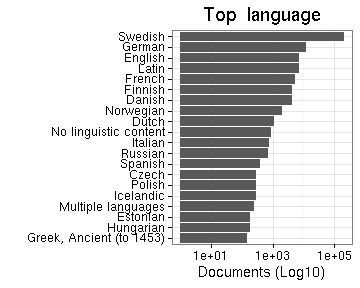 Top language
Swedish
German
English
Latin
French
Finnish
Danish
Norwegian
Dutch
No linguistic content
Italian
Russian
Spanish
Czech
Polish
Icelandic
Multiple languages
Estonian
Hungarian
Greek, Ancient (to 1453)
1e+01 1e+03 1e+05
Documents (Log10)